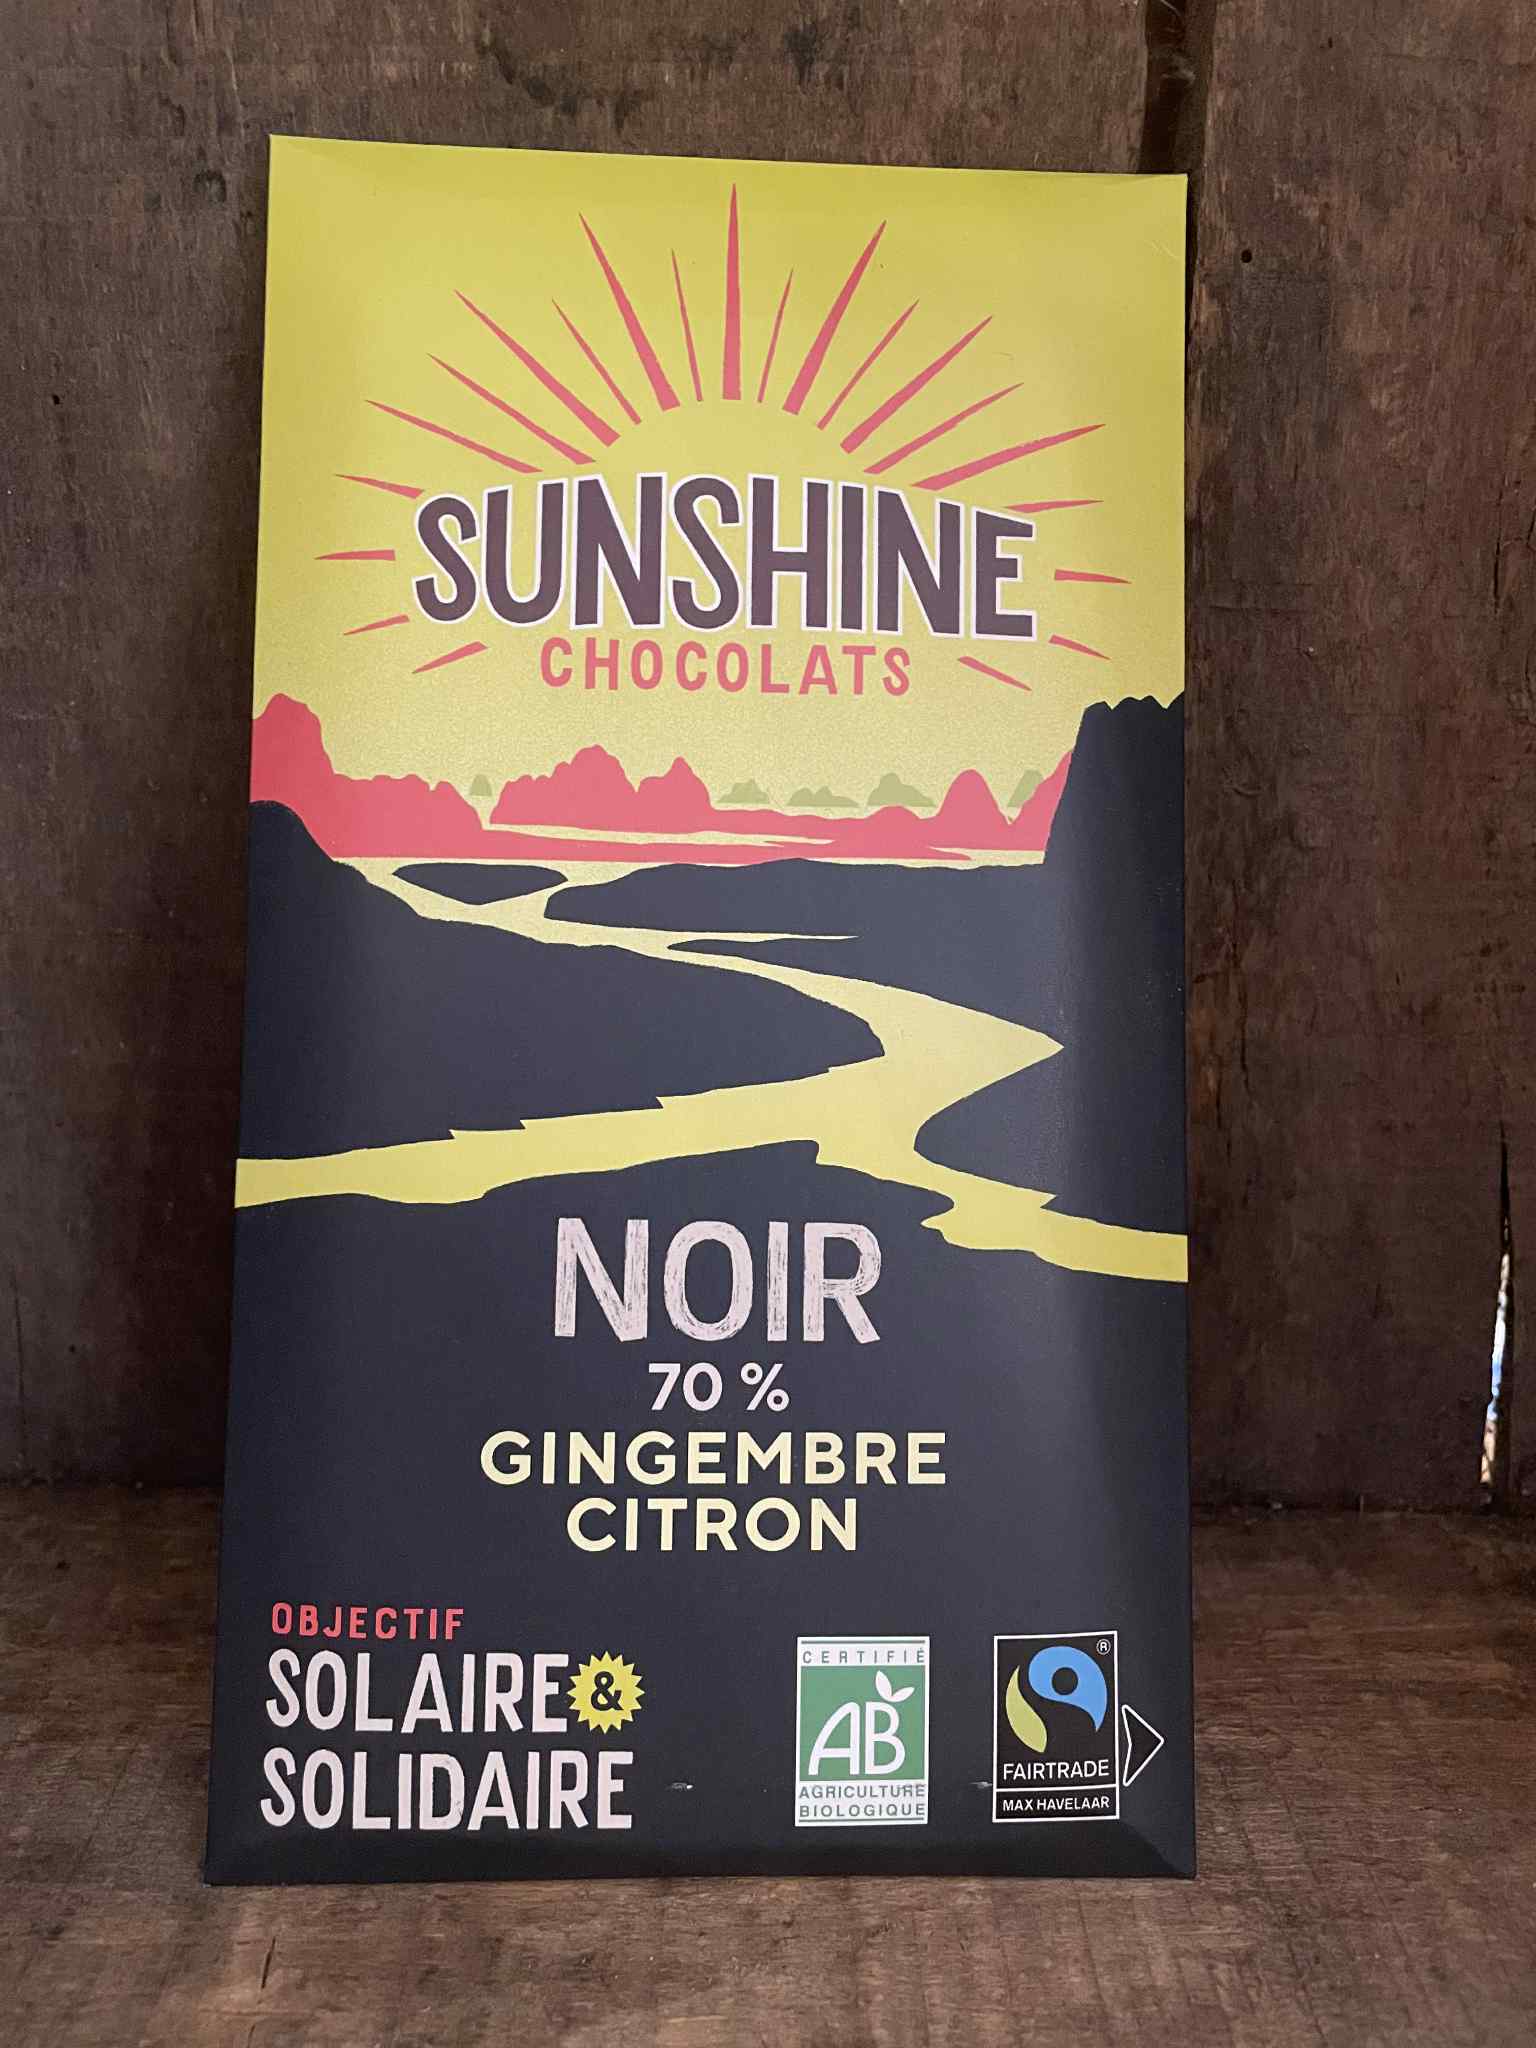 SUNSHINE
CHOCOLATS
NOIR
70 %
GINGEMBRE
CITRON
OBJECTIF
SOLAIRE &
SOLIDAIRE
CERTIFIÉ
AB
AGRICULTURE
BIOLOGIQUE
®
FAIRTRADE
MAX HAVELAAR